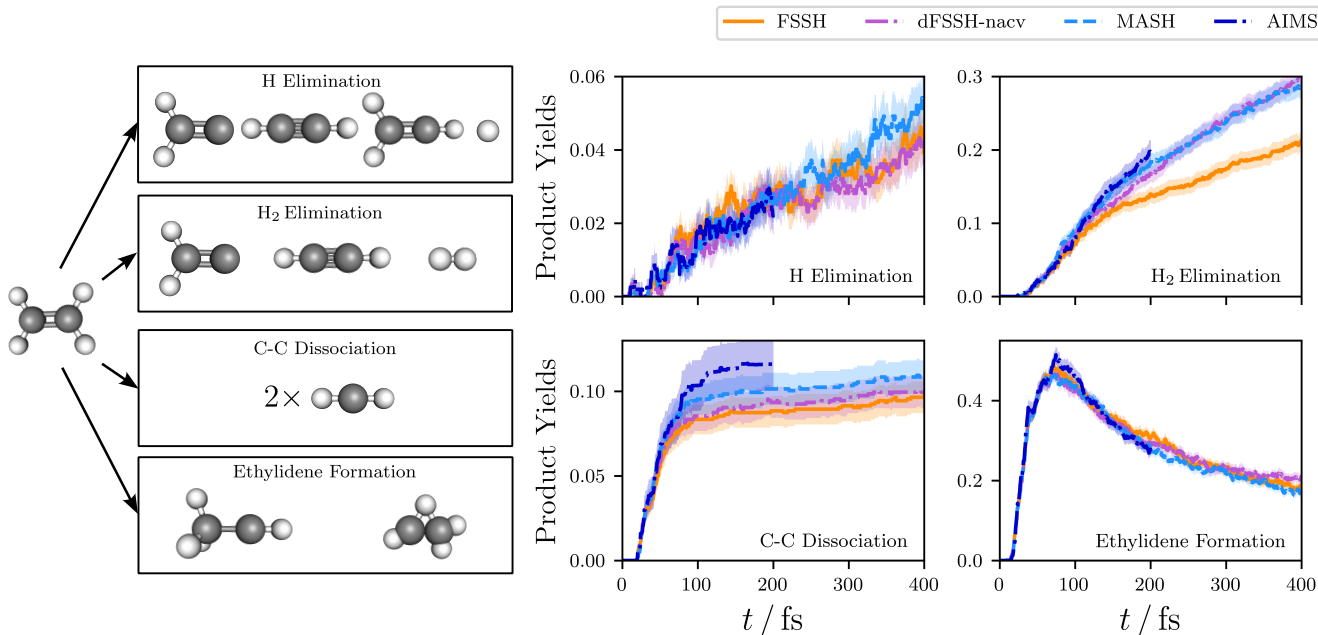 FSSH dFSSH-nacv MASH AIMS
H Elimination
H₂ Elimination
C-C Dissociation
2×
Ethylidene Formation
Product Yields
0.06
0.04
0.02
0.00
H Elimination
0.3
0.2
0.1
0.0
H₂ Elimination
Product Yields
0.10
0.05
0.00
C-C Dissociation
0 100 200 300 400
t / fs
0.4
0.2
0.0
Ethylidene Formation
0 100 200 300 400
t / fs